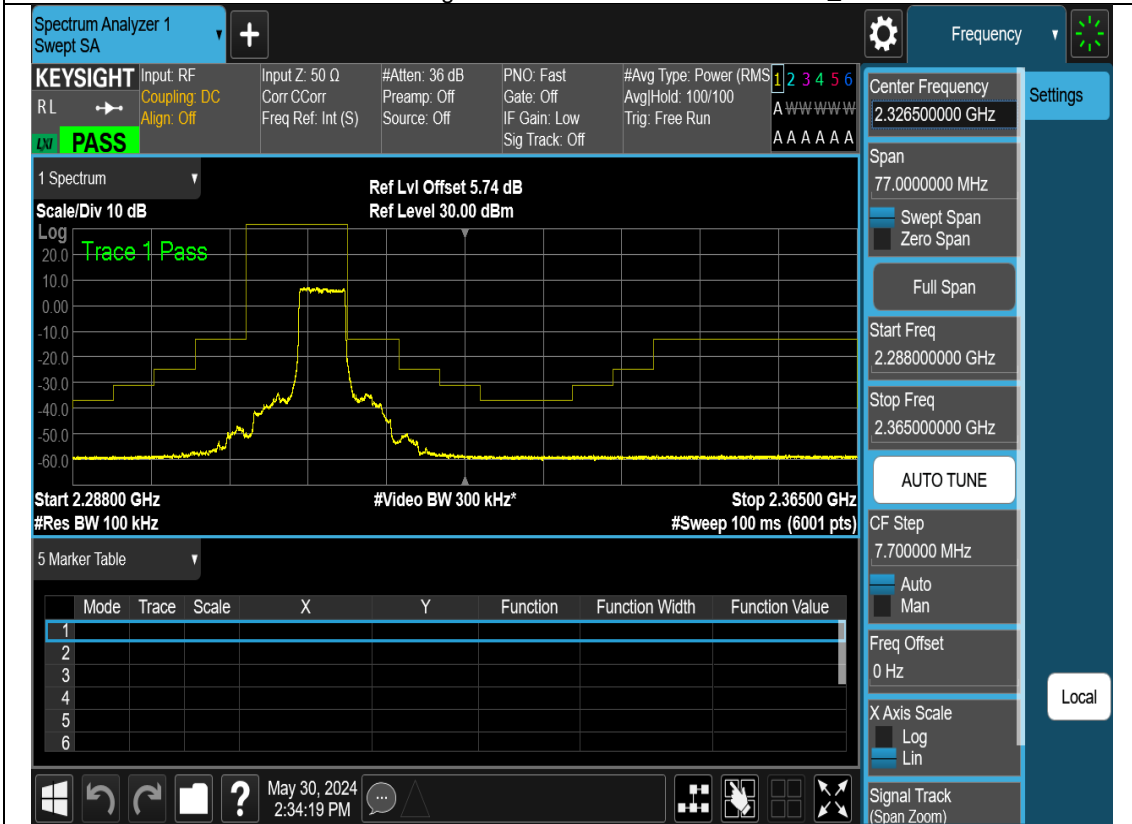 Spectrum Analyzer 1
Swept SA
+
Frequency
KEYSIGHT
RL
LXI PASS
Input: RF
Coupling: DC
Align: Off
Input Z: 50 Ω
Corr CCorr
Freq Ref: Int (S)
#Atten: 36 dB
Preamp: Off
Source: Off
PNO: Fast
Gate: Off
IF Gain: Low
Sig Track: Off
#Avg Type: Power (RMS
Avg|Hold: 100/100
Trig: Free Run
1 2 3 4 5 6
A W W W W W
A A A A A A
1 Spectrum
Scale/Div 10 dB
Ref Lvl Offset 5.74 dB
Ref Level 30.00 dBm
Log
Trace 1 Pass
20.0
10.0
0.00
-10.0
-20.0
-30.0
-40.0
-50.0
-60.0
Start 2.28800 GHz
#Video BW 300 kHz*
Stop 2.36500 GHz
#Res BW 100 kHz
#Sweep 100 ms (6001 pts)
5 Marker Table
Mode Trace Scale X Y Function Function Width Function Value
1
2
3
4
5
6
May 30, 2024
2:34:19 PM
?
Center Frequency
2.326500000 GHz
Settings
Span
77.0000000 MHz
Swept Span
Zero Span
Full Span
Start Freq
2.288000000 GHz
Stop Freq
2.365000000 GHz
AUTO TUNE
CF Step
7.700000 MHz
Auto
Man
Freq Offset
0 Hz
Local
X Axis Scale
Log
Lin
Signal Track
(Span Zoom)